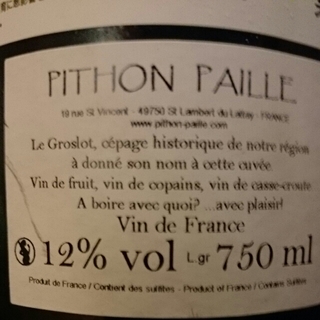 PITHON PAILLE
19 rue St Vincent - 49750 St Lambert du Lattay - FRANCE
www.pithon-paille.com
Le Groslot, cépage historique de notre région
à donné son nom à cette cuvée
Vin de fruit, vin de copains, vin de casse-croute
A boire avec quoi? ...avec plaisir!
Vin de France
12% vol L.gr 750 ml
Produit de France / Contient des sulfites - Product of France / Contains Sulfites